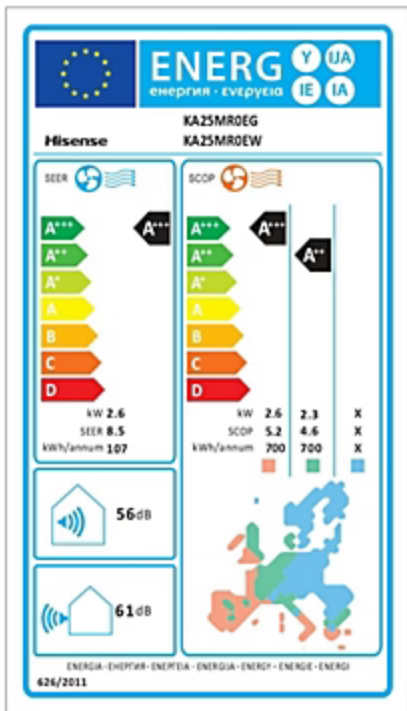 ENERG
енергия · ενεργεια
Y IJA
IE IA
KA25MR0EG
Hisense KA25MR0EW
SEER
SCOP
A+++ A+++ A+++ A+++
A++ A++ A++
A+ A+
A A
B B
C C
D D
kW 2.6
SEER 8.5
kWh/annum 107
kW 2.6 2.3 X
SCOP 5.2 4.6 X
kWh/annum 700 700 X
56dB
61dB
ENERGIA · ЕНЕРГИЯ · ΕΝΕΡΓΕΙΑ · ENERGIJA · ENERGY · ENERGIE · ENERGI
626/2011